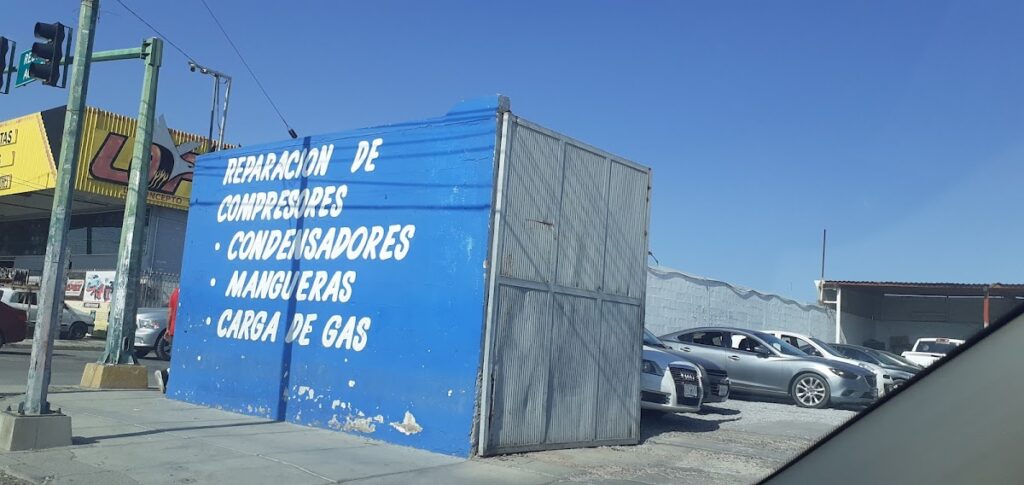 REPARACION DE
COMPRESORES
• CONDENSADORES
• MANGUERAS
• CARGA DE GAS